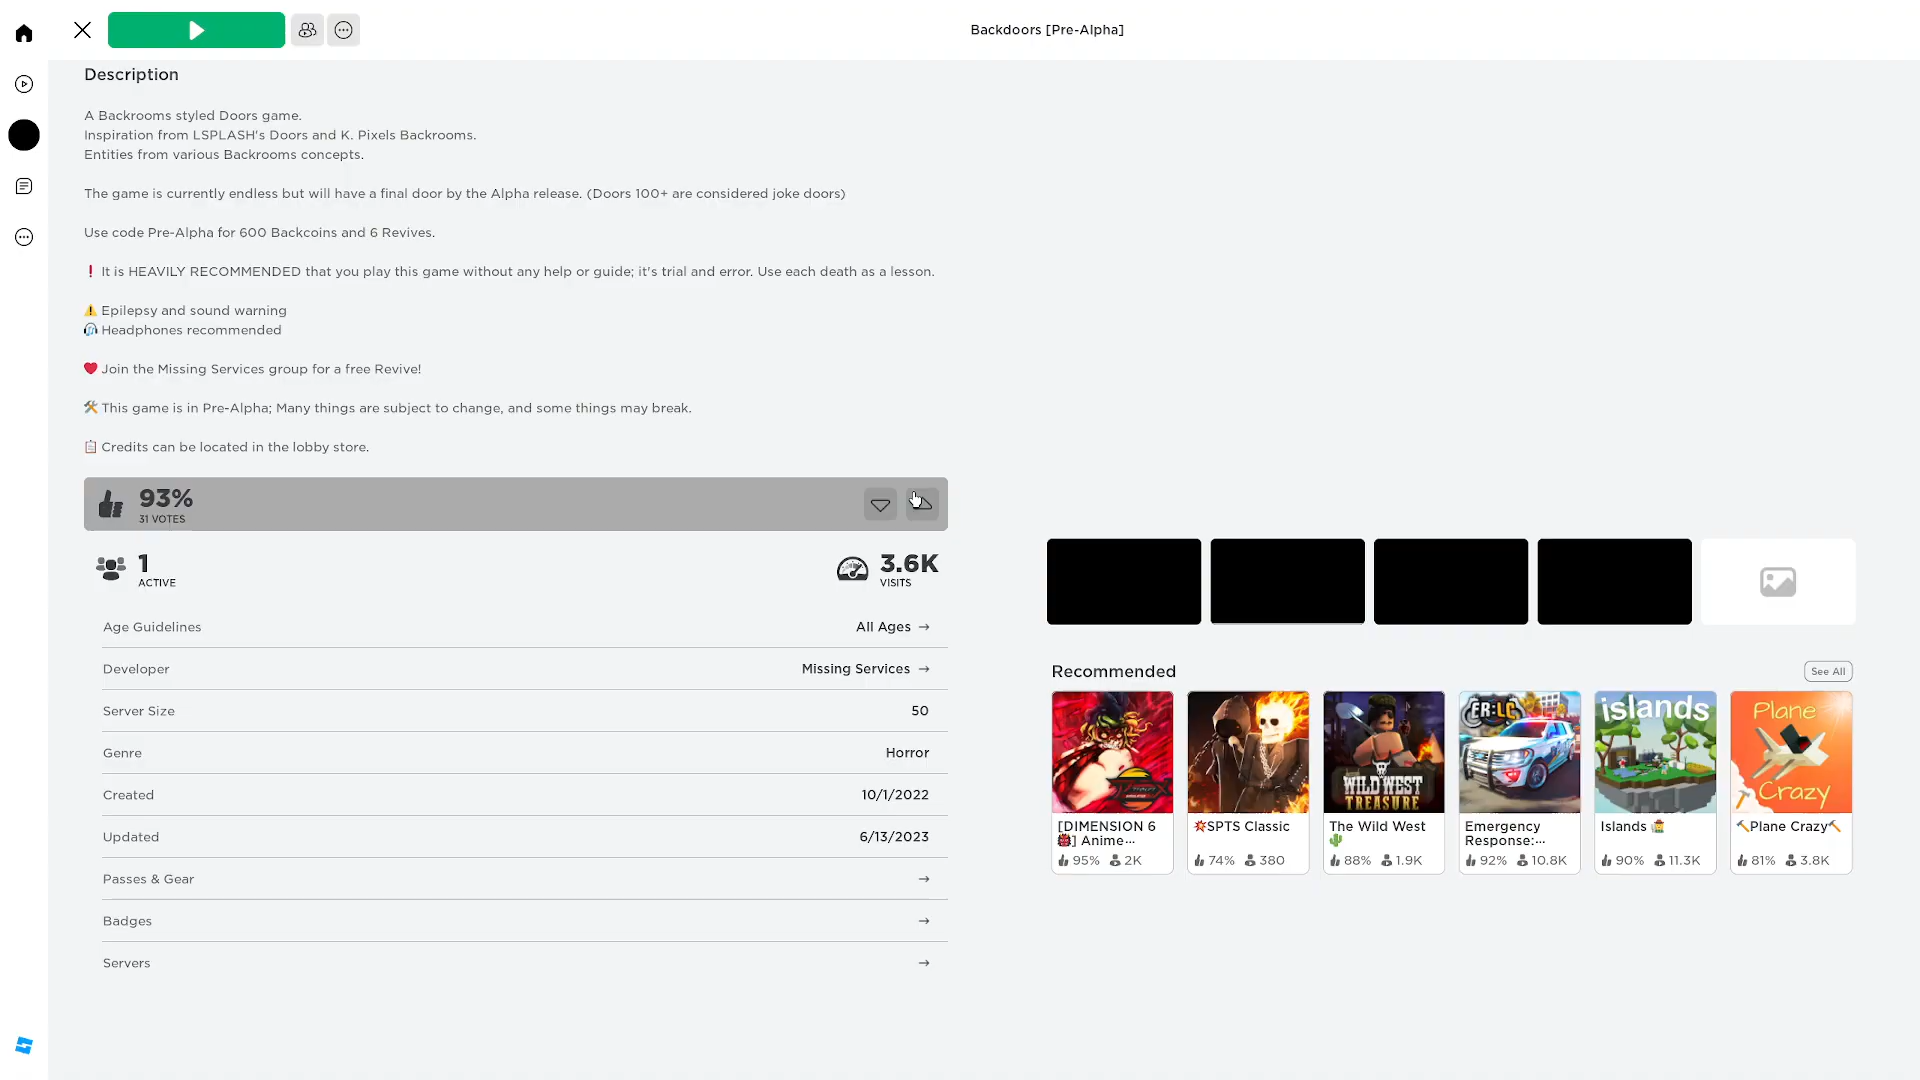 Backdoors [Pre-Alpha]
Description
A Backrooms styled Doors game.
Inspiration from LSPLASH's Doors and K. Pixels Backrooms.
Entities from various Backrooms concepts.
The game is currently endless but will have a final door by the Alpha release. (Doors 100+ are considered joke doors)
Use code Pre-Alpha for 600 Backcoins and 6 Revives.
❗ It is HEAVILY RECOMMENDED that you play this game without any help or guide; it's trial and error. Use each death as a lesson.
⚠️ Epilepsy and sound warning
🎧 Headphones recommended
❤️ Join the Missing Services group for a free Revive!
🛠️ This game is in Pre-Alpha; Many things are subject to change, and some things may break.
📋 Credits can be located in the lobby store.
93%
31 VOTES
1
ACTIVE
3.6K
VISITS
Age Guidelines All Ages →
Developer Missing Services →
Server Size 50
Genre Horror
Created 10/1/2022
Updated 6/13/2023
Passes & Gear →
Badges →
Servers →
Recommended
See All
WILD WEST
TREASURE
ER:LC
islands
Plane
Crazy
[DIMENSION 6
👹] Anime...
95% 2K
💥SPTS Classic
74% 380
The Wild West
🌵
88% 1.9K
Emergency
Response:...
92% 10.8K
Islands 🤠
90% 11.3K
🔨Plane Crazy🔨
81% 3.8K